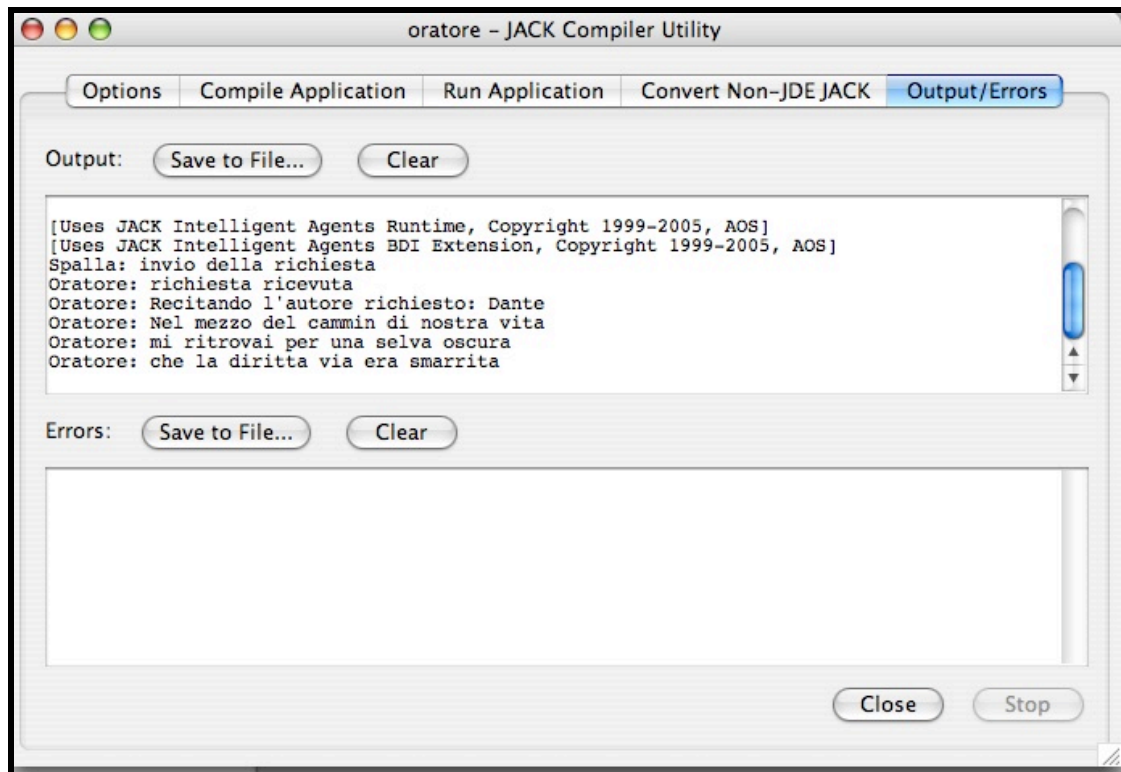 oratore – JACK Compiler Utility
Options Compile Application Run Application Convert Non-JDE JACK Output/Errors
Output: Save to File... Clear
[Uses JACK Intelligent Agents Runtime, Copyright 1999-2005, AOS]
[Uses JACK Intelligent Agents BDI Extension, Copyright 1999-2005, AOS]
Spalla: invio della richiesta
Oratore: richiesta ricevuta
Oratore: Recitando l'autore richiesto: Dante
Oratore: Nel mezzo del cammin di nostra vita
Oratore: mi ritrovai per una selva oscura
Oratore: che la diritta via era smarrita
Errors: Save to File... Clear
Close Stop